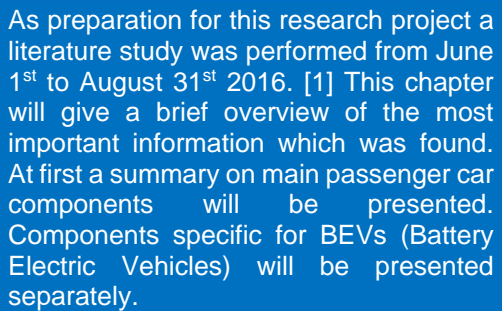 As preparation for this research project a
literature study was performed from June
1st to August 31st 2016. [1] This chapter
will give a brief overview of the most
important information which was found.
At first a summary on main passenger car
components will be presented.
Components specific for BEVs (Battery
Electric Vehicles) will be presented
separately.